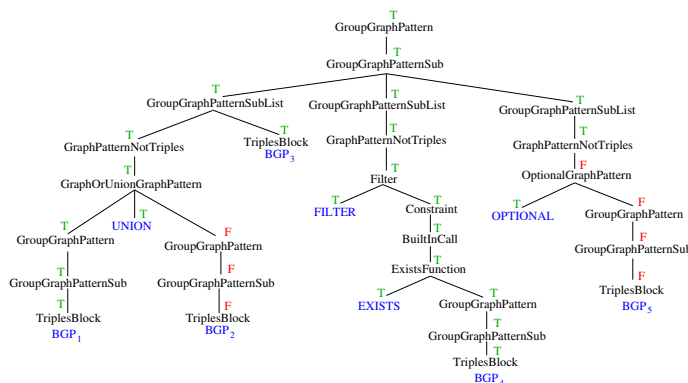 T
GroupGraphPattern
T
GroupGraphPatternSub
T
GroupGraphPatternSubList
T
GroupGraphPatternSubList
T
GroupGraphPatternSubList
T
GraphPatternNotTriples
T
TriplesBlock
BGP3
T
GraphPatternNotTriples
T
GraphPatternNotTriples
T
GraphOrUnionGraphPattern
T
Filter
F
OptionalGraphPattern
T
GroupGraphPattern
T
UNION
F
GroupGraphPattern
T
FILTER
T
Constraint
T
OPTIONAL
F
GroupGraphPattern
T
BuiltInCall
T
GroupGraphPatternSub
F
GroupGraphPatternSub
T
ExistsFunction
F
GroupGraphPatternSub
T
TriplesBlock
BGP1
F
TriplesBlock
BGP2
T
EXISTS
T
GroupGraphPattern
F
TriplesBlock
BGP5
T
GroupGraphPatternSub
T
TriplesBlock
BGP4